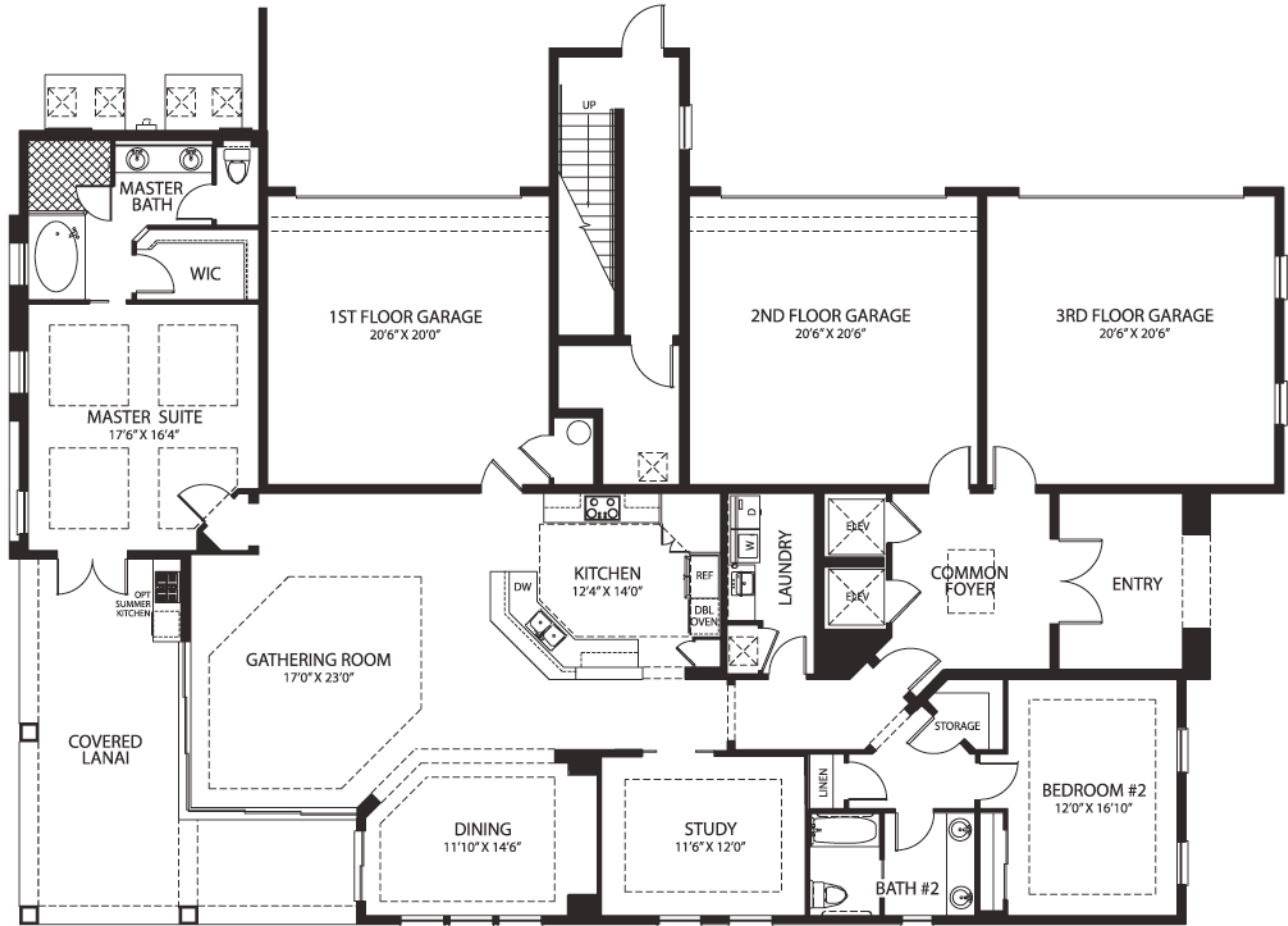 UP
MASTER
BATH
WIC
1ST FLOOR GARAGE
20'6" X 20'0"
2ND FLOOR GARAGE
20'6" X 20'6"
3RD FLOOR GARAGE
20'6" X 20'6"
MASTER SUITE
17'6" X 16'4"
OPT
SUMMER
KITCHEN
KITCHEN
12'4" X 14'0"
DW
REF
DBL
OVEN
D
W
LAUNDRY
ELEV
ELEV
COMMON
FOYER
ENTRY
GATHERING ROOM
17'0" X 23'0"
COVERED
LANAI
DINING
11'10" X 14'6"
STUDY
11'6" X 12'0"
STORAGE
LINEN
BATH #2
BEDROOM #2
12'0" X 16'10"